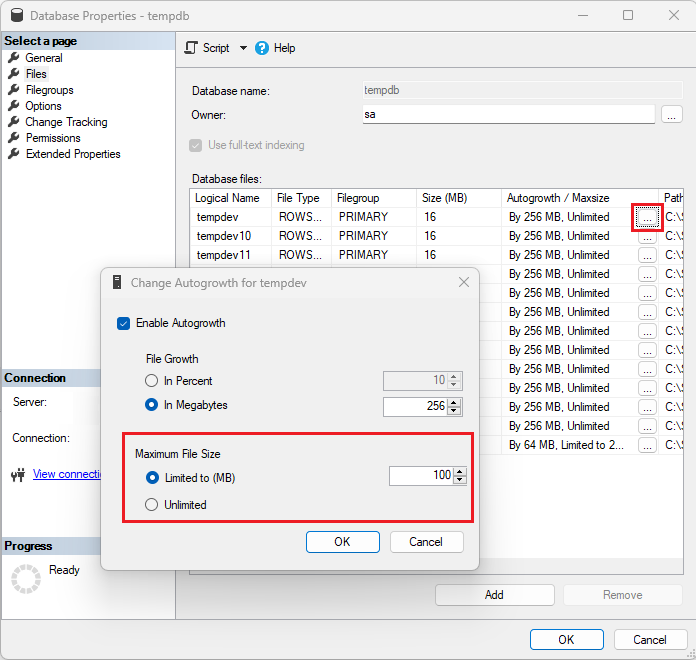 Database Properties - tempdb
Select a page
General
Files
Filegroups
Options
Change Tracking
Permissions
Extended Properties
Script
Help
Database name: tempdb
Owner: sa ...
Use full-text indexing
Database files:
Logical Name File Type Filegroup Size (MB) Autogrowth / Maxsize Path
tempdev ROWS... PRIMARY 16 By 256 MB, Unlimited ... C:\S
tempdev10 ROWS... PRIMARY 16 By 256 MB, Unlimited ... C:\S
tempdev11 ROWS... PRIMARY 16 By 256 MB, Unlimited ... C:\S
By 256 MB, Unlimited ... C:\S
By 256 MB, Unlimited ... C:\S
By 256 MB, Unlimited ... C:\S
By 256 MB, Unlimited ... C:\S
By 256 MB, Unlimited ... C:\S
By 256 MB, Unlimited ... C:\S
By 256 MB, Unlimited ... C:\S
By 256 MB, Unlimited ... C:\S
By 256 MB, Unlimited ... C:\S
By 64 MB, Limited to 2... ... C:\S
Change Autogrowth for tempdev
Enable Autogrowth
File Growth
In Percent 10
In Megabytes 256
Maximum File Size
Limited to (MB) 100
Unlimited
OK Cancel
Connection
Server:
Connection:
View connecti
Progress
Ready
Add Remove
OK Cancel